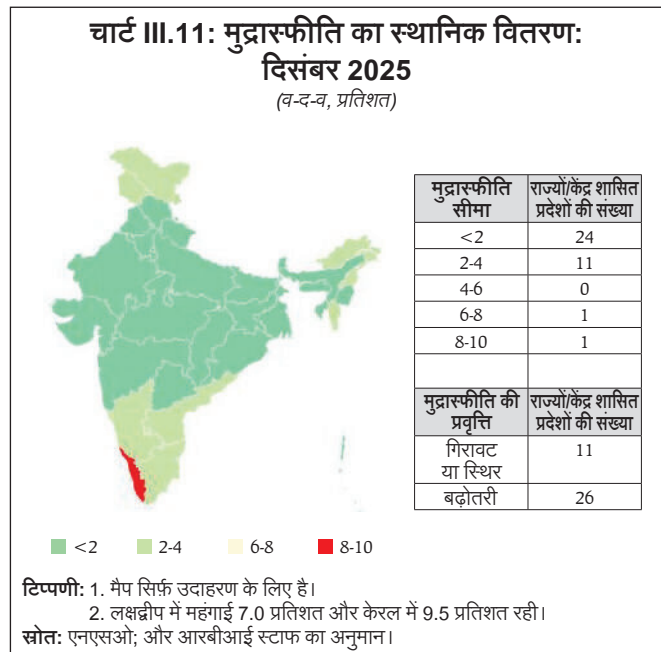 चार्ट III.11: मुद्रास्फीति का स्थानिक वितरण:
दिसंबर 2025
(व-द-व, प्रतिशत)
मुद्रास्फीति सीमा राज्यों/केंद्र शासित प्रदेशों की संख्या
<2 24
2-4 11
4-6 0
6-8 1
8-10 1
मुद्रास्फीति की प्रवृत्ति राज्यों/केंद्र शासित प्रदेशों की संख्या
गिरावट या स्थिर 11
बढ़ोतरी 26
<2 2-4 6-8 8-10
टिप्पणी: 1. मैप सिर्फ़ उदाहरण के लिए है।
2. लक्षद्वीप में महंगाई 7.0 प्रतिशत और केरल में 9.5 प्रतिशत रही।
स्रोत: एनएसओ; और आरबीआई स्टाफ का अनुमान।